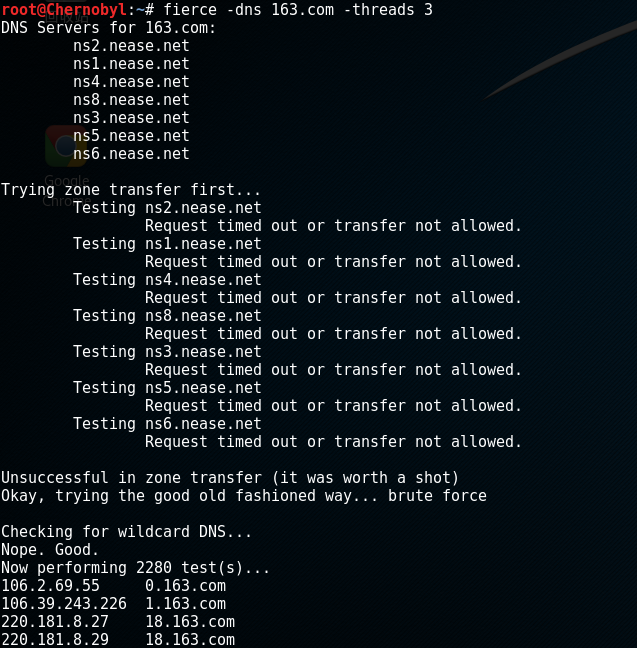 root@Chernobyl:~# fierce -dns 163.com -threads 3
DNS Servers for 163.com:
ns2.nease.net
ns1.nease.net
ns4.nease.net
ns8.nease.net
ns3.nease.net
ns5.nease.net
ns6.nease.net
Google
Chrome
Trying zone transfer first...
Testing ns2.nease.net
Request timed out or transfer not allowed.
Testing ns1.nease.net
Request timed out or transfer not allowed.
Testing ns4.nease.net
Request timed out or transfer not allowed.
Testing ns8.nease.net
Request timed out or transfer not allowed.
Testing ns3.nease.net
Request timed out or transfer not allowed.
Testing ns5.nease.net
Request timed out or transfer not allowed.
Testing ns6.nease.net
Request timed out or transfer not allowed.
Unsuccessful in zone transfer (it was worth a shot)
Okay, trying the good old fashioned way... brute force
Checking for wildcard DNS...
Nope. Good.
Now performing 2280 test(s)...
106.2.69.55 0.163.com
106.39.243.226 1.163.com
220.181.8.27 18.163.com
220.181.8.29 18.163.com